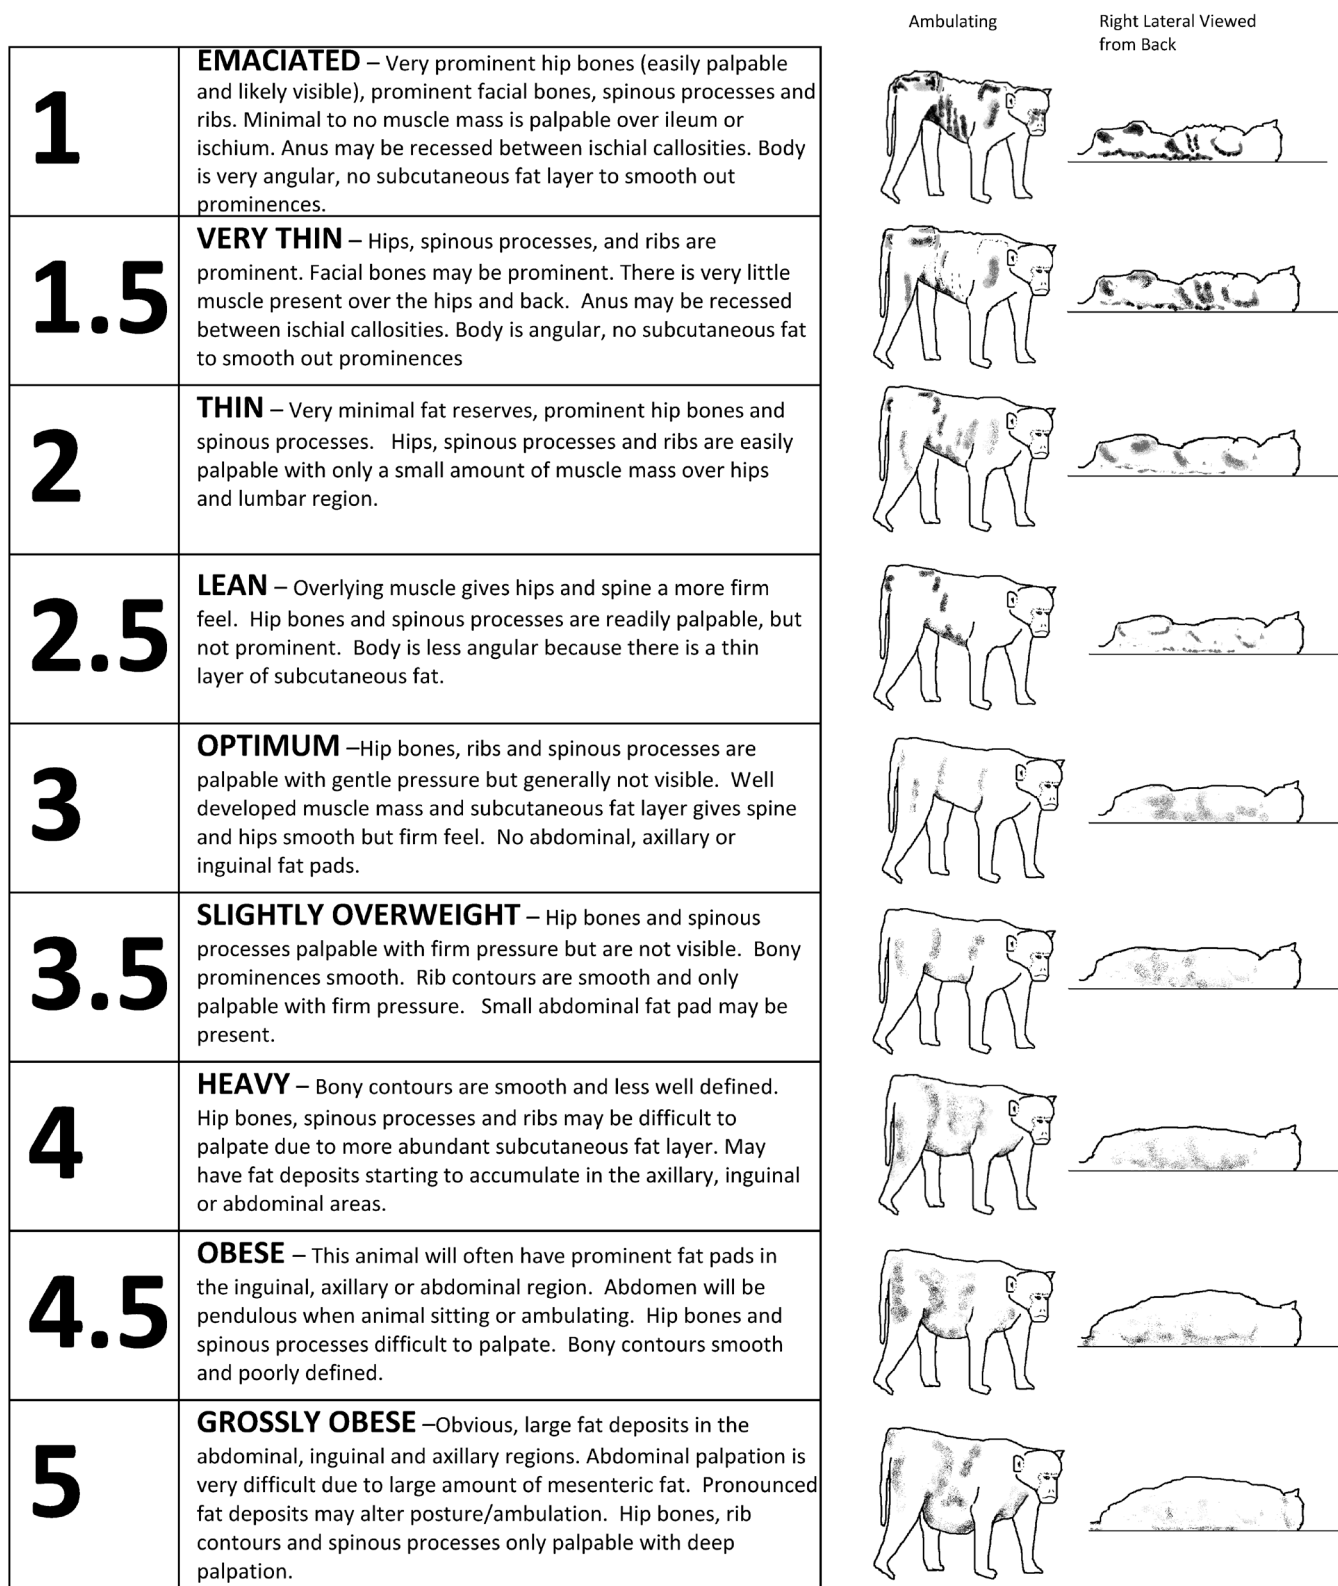 Ambulating
Right Lateral Viewed
from Back
1
EMACIATED – Very prominent hip bones (easily palpable
and likely visible), prominent facial bones, spinous processes and
ribs. Minimal to no muscle mass is palpable over ileum or
ischium. Anus may be recessed between ischial callosities. Body
is very angular, no subcutaneous fat layer to smooth out
prominences.
1.5
VERY THIN – Hips, spinous processes, and ribs are
prominent. Facial bones may be prominent. There is very little
muscle present over the hips and back.  Anus may be recessed
between ischial callosities. Body is angular, no subcutaneous fat
to smooth out prominences
2
THIN – Very minimal fat reserves, prominent hip bones and
spinous processes.   Hips, spinous processes and ribs are easily
palpable with only a small amount of muscle mass over hips
and lumbar region.
2.5
LEAN – Overlying muscle gives hips and spine a more firm
feel.  Hip bones and spinous processes are readily palpable, but
not prominent.  Body is less angular because there is a thin
layer of subcutaneous fat.
3
OPTIMUM –Hip bones, ribs and spinous processes are
palpable with gentle pressure but generally not visible.  Well
developed muscle mass and subcutaneous fat layer gives spine
and hips smooth but firm feel.  No abdominal, axillary or
inguinal fat pads.
3.5
SLIGHTLY OVERWEIGHT – Hip bones and spinous
processes palpable with firm pressure but are not visible.  Bony
prominences smooth.  Rib contours are smooth and only
palpable with firm pressure.   Small abdominal fat pad may be
present.
4
HEAVY – Bony contours are smooth and less well defined.
Hip bones, spinous processes and ribs may be difficult to
palpate due to more abundant subcutaneous fat layer. May
have fat deposits starting to accumulate in the axillary, inguinal
or abdominal areas.
4.5
OBESE – This animal will often have prominent fat pads in
the inguinal, axillary or abdominal region.  Abdomen will be
pendulous when animal sitting or ambulating.  Hip bones and
spinous processes difficult to palpate.  Bony contours smooth
and poorly defined.
5
GROSSLY OBESE –Obvious, large fat deposits in the
abdominal, inguinal and axillary regions. Abdominal palpation is
very difficult due to large amount of mesenteric fat.  Pronounced
fat deposits may alter posture/ambulation.  Hip bones, rib
contours and spinous processes only palpable with deep
palpation.